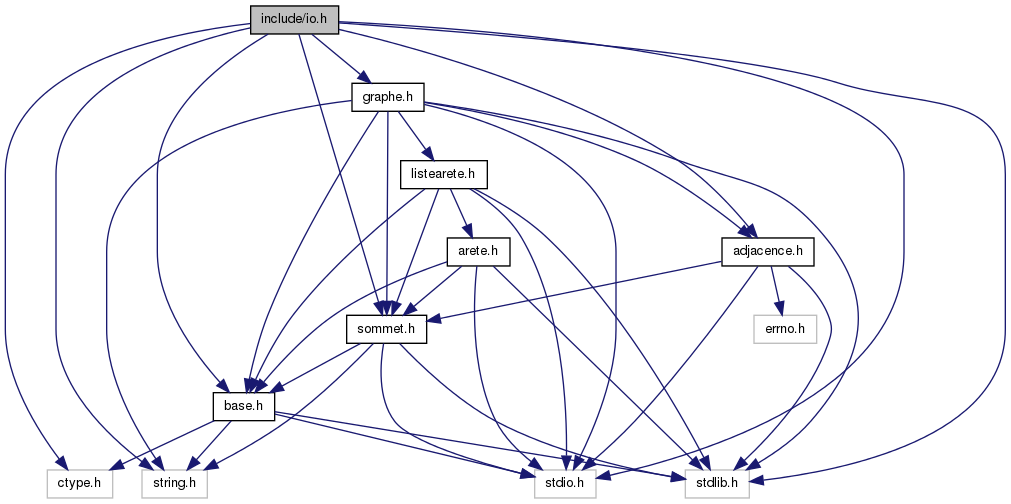 include/io.h
graphe.h
listearete.h
arete.h
adjacence.h
sommet.h
errno.h
base.h
ctype.h
string.h
stdio.h
stdlib.h